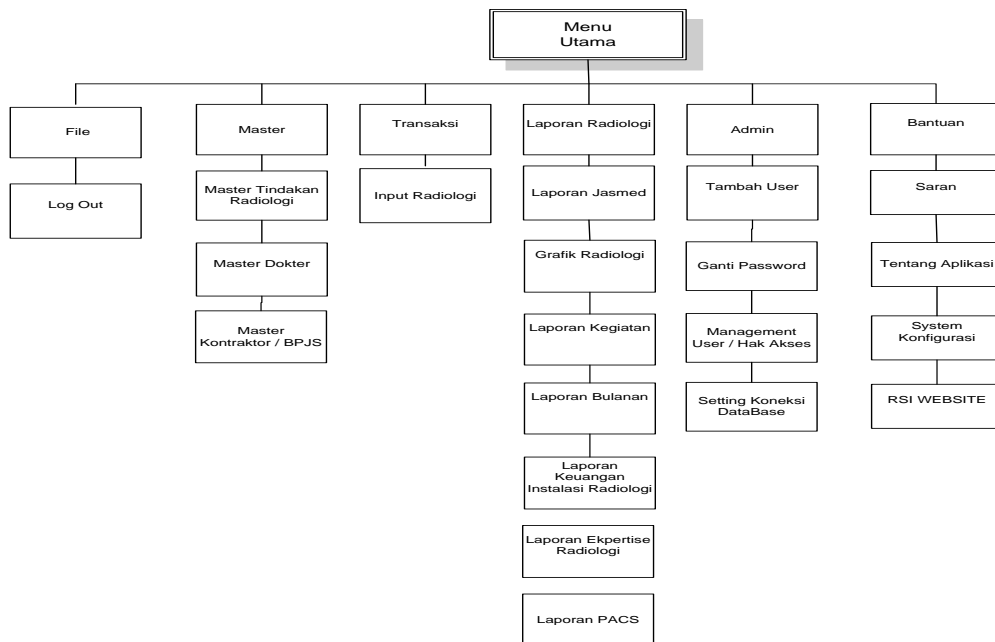 Menu
Utama
File
Log Out
Master
Master Tindakan
Radiologi
Master Dokter
Master
Kontraktor / BPJS
Transaksi
Input Radiologi
Laporan Radiologi
Laporan Jasmed
Grafik Radiologi
Laporan Kegiatan
Laporan Bulanan
Laporan
Keuangan
Instalasi Radiologi
Laporan Ekpertise
Radiologi
Laporan PACS
Admin
Tambah User
Ganti Password
Management
User / Hak Akses
Setting Koneksi
DataBase
Bantuan
Saran
Tentang Aplikasi
System
Konfigurasi
RSI WEBSITE